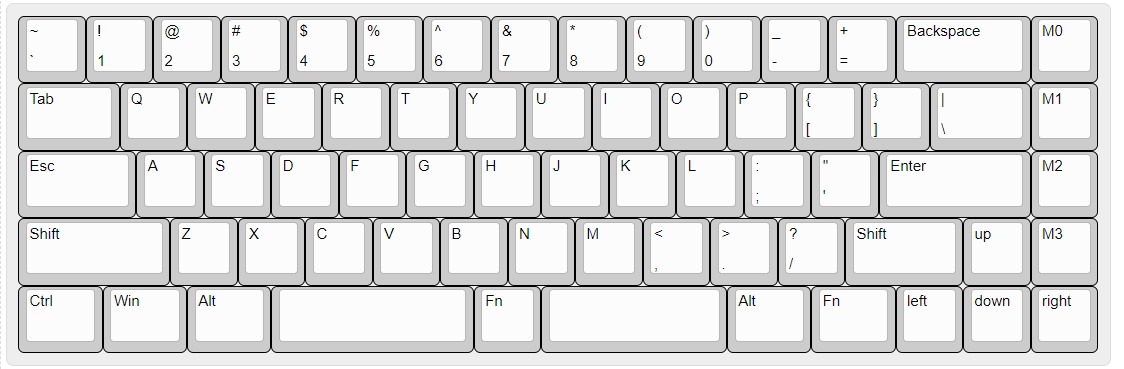 ~ ! @ # $ % ^ & * ( ) _ + Backspace M0
` 1 2 3 4 5 6 7 8 9 0 - =
Tab Q W E R T Y U I O P { } | M1
[ ] \
Esc A S D F G H J K L : " Enter M2
; '
Shift Z X C V B N M < > ? Shift up M3
, . /
Ctrl Win Alt Fn Alt Fn left down right